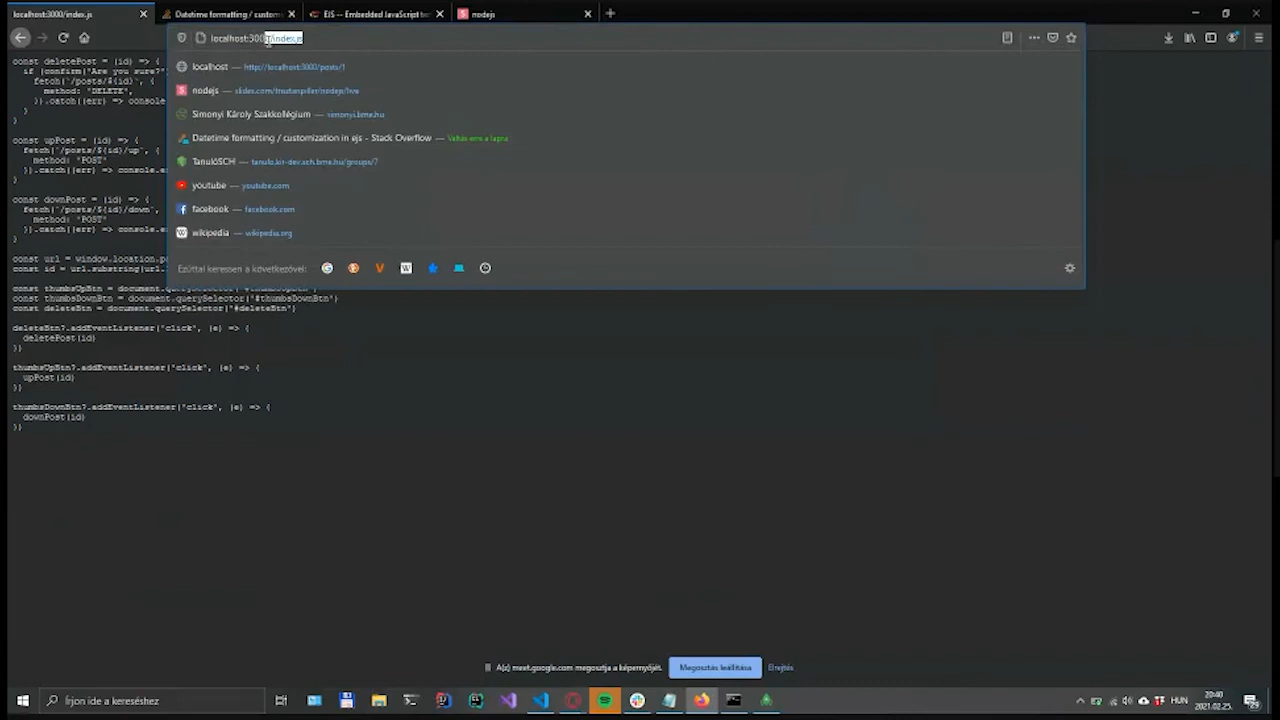 localhost:3000/index.js
Datetime formatting / custom
EJS -- Embedded JavaScript tem
nodejs
localhost:3000/index.js
localhost — http://localhost:3000/posts/1
nodejs — slides.com/tnutanpiller/nodejs/live
Simonyi Károly Szakkollégium — simonyi.bme.hu
Datetime formatting / customization in ejs - Stack Overflow — Váltás erre a lapra
TanulóSCH — tanulo.kir-dev.sch.bme.hu/groups/7
youtube — youtube.com
facebook — facebook.com
wikipedia — wikipedia.org
Ezúttal keressen a következővel:
const deletePost = (id) => {
if (confirm("Are you sure?"
fetch(`/posts/${id}`, {
method: "DELETE",
}).catch((err) => console
}
}
const upPost = (id) => {
fetch(`/posts/${id}/up`, {
method: "POST"
}).catch((err) => console.e
}
const downPost = (id) => {
fetch(`/posts/${id}/down`,
method: "POST"
}).catch((err) => console.e
}
const url = window.location.p
const id = url.substring(url.
const thumbsUpBtn = document.querySelector("#thumbsUpBtn")
const thumbsDownBtn = document.querySelector("#thumbsDownBtn")
const deleteBtn = document.querySelector("#deleteBtn")
deleteBtn?.addEventListener("click", (e) => {
deletePost(id)
})
thumbsUpBtn?.addEventListener("click", (e) => {
upPost(id)
})
thumbsDownBtn?.addEventListener("click", (e) => {
downPost(id)
})
A(z) meet.google.com megosztja a képernyőjét.
Megosztás leállítása
Elrejtés
Írjon ide a kereséshez
HUN
20:40
2021.02.25.